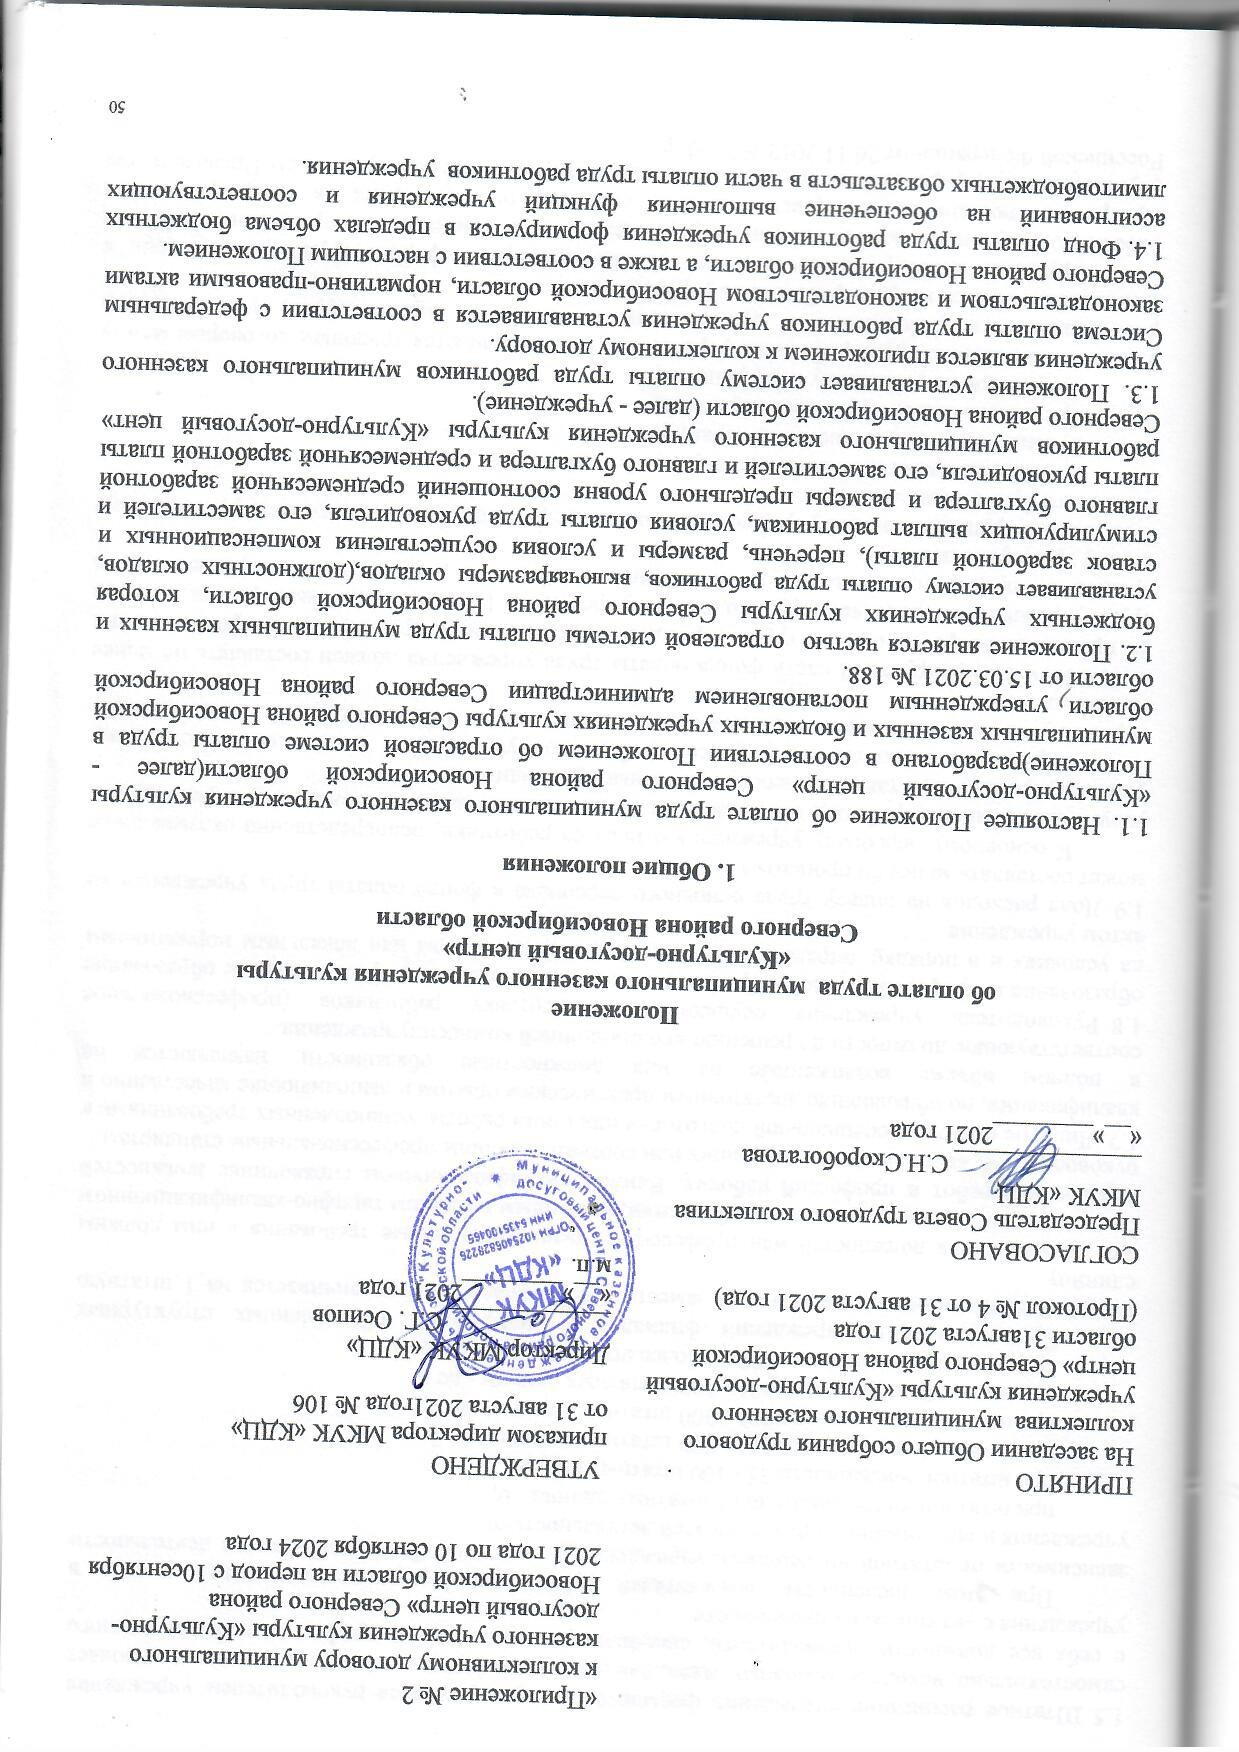 «Приложение № 2
к коллективному договору муниципального
казенного учреждения культуры «Культурно-
досуговый центр» Северного района
Новосибирской области на период с 10сентября
2021 года по 10 сентября 2024 года
ПРИНЯТО
На заседании Общего собрания трудового
коллектива муниципального казенного
учреждения культуры «Культурно-досуговый
центр» Северного района Новосибирской
области 31августа 2021 года
(Протокол № 4 от 31 августа 2021 года)
УТВЕРЖДЕНО
приказом директора МКУК «КДЦ»
от 31 августа 2021года № 106
Директор МКУК «КДЦ»
С.Г. Осипов
«__»__________2021 года
м.п.
МКУК
«КДЦ»
ОГРН 1025405828226
ИНН 5435100465
СОГЛАСОВАНО
Председатель Совета трудового коллектива
МКУК «КДЦ»
________________ С.Н.Скоробогатова
«__»__________2021 года
Положение
об оплате труда муниципального казенного учреждения культуры
«Культурно-досуговый центр»
Северного района Новосибирской области
1. Общие положения
1.1. Настоящее Положение об оплате труда муниципального казенного учреждения культуры
«Культурно-досуговый центр» Северного района Новосибирской области(далее -
Положение)разработано в соответствии Положением об отраслевой системе оплаты труда в
муниципальных казенных и бюджетных учреждениях культуры Северного района Новосибирской
области, утвержденным постановлением администрации Северного района Новосибирской
области от 15.03.2021 № 188.
1.2. Положение является частью отраслевой системы оплаты труда муниципальных казенных и
бюджетных учреждениях культуры Северного района Новосибирской области, которая
устанавливает систему оплаты труда работников, включаяразмеры окладов,(должностных окладов,
ставок заработной платы), перечень, размеры и условия осуществления компенсационных и
стимулирующих выплат работникам, условия оплаты труда руководителя, его заместителей и
главного бухгалтера и размеры предельного уровня соотношений среднемесячной заработной
платы руководителя, его заместителей и главного бухгалтера и среднемесячной заработной платы
работников муниципального казенного учреждения культуры «Культурно-досуговый центр»
Северного района Новосибирской области (далее - учреждение).
1.3. Положение устанавливает систему оплаты труда работников муниципального казенного
учреждения является приложением к коллективному договору.
Система оплаты труда работников учреждения устанавливается в соответствии с федеральным
законодательством и законодательством Новосибирской области, нормативно-правовыми актами
Северного района Новосибирской области, а также в соответствии с настоящим Положением.
1.4. Фонд оплаты труда работников учреждения формируется в пределах объема бюджетных
ассигнований на обеспечение выполнения функций учреждения и соответствующих
лимитовбюджетных обязательств в части оплаты труда работников учреждения.
50